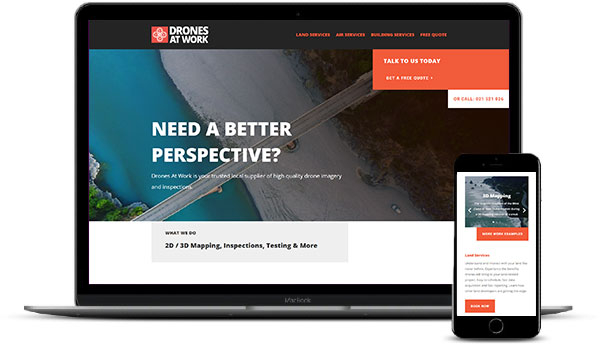 DRONES
AT WORK
LAND SERVICES AIR SERVICES BUILDING SERVICES FREE QUOTE
TALK TO US TODAY
GET A FREE QUOTE
OR CALL: 021 521 826
NEED A BETTER
PERSPECTIVE?
Drones At Work is your trusted local supplier of high-quality drone imagery
and inspections.
WHAT WE DO
2D / 3D Mapping, Inspections, Testing & More
MacBook
3D Mapping
MORE WORK EXAMPLES
Land Services
BOOK NOW